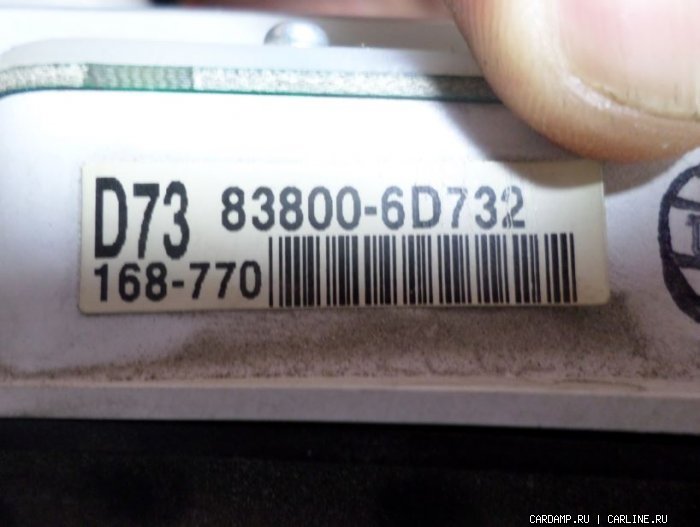 D73 83800-6D732
168-770
CARDAMP.RU | CARLINE.RU